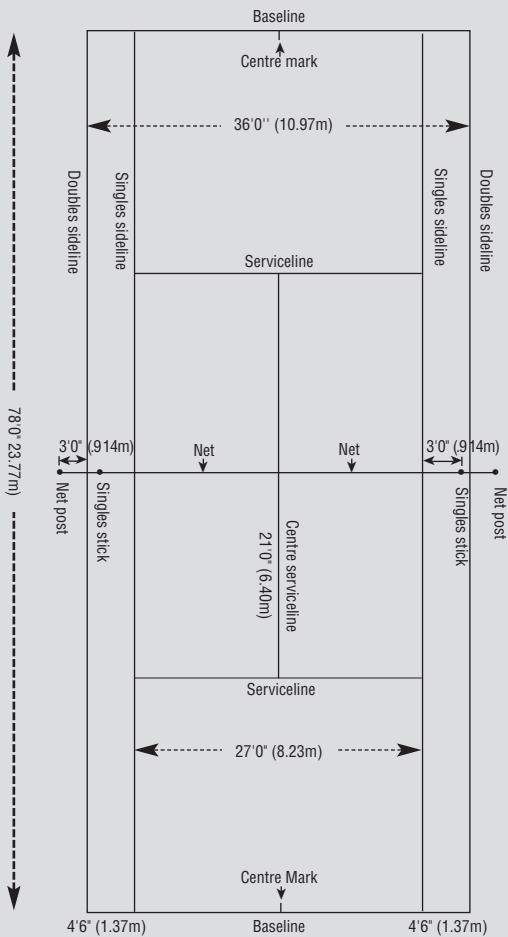 Baseline
Centre mark
36'0'' (10.97m)
Doubles sideline
Singles sideline
Singles sideline
Doubles sideline
Serviceline
78'0" 23.77m)
3'0" (.914m)
Net
Net
3'0" (.914m)
Net post
Singles stick
Singles stick
Net post
Centre serviceline
21'0" (6.40m)
Serviceline
27'0" (8.23m)
Centre Mark
4'6" (1.37m)
Baseline
4'6" (1.37m)